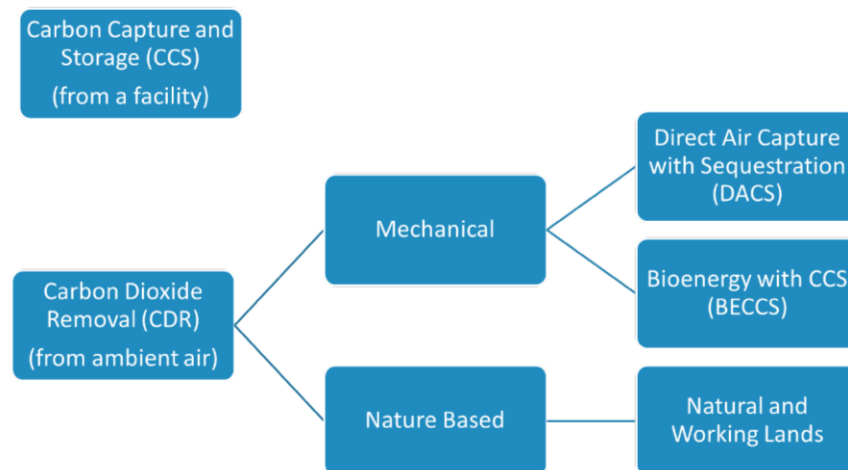 Carbon Capture and
Storage (CCS)
(from a facility)
Direct Air Capture
with Sequestration
(DACS)
Mechanical
Bioenergy with CCS
(BECCS)
Carbon Dioxide
Removal (CDR)
(from ambient air)
Nature Based
Natural and
Working Lands